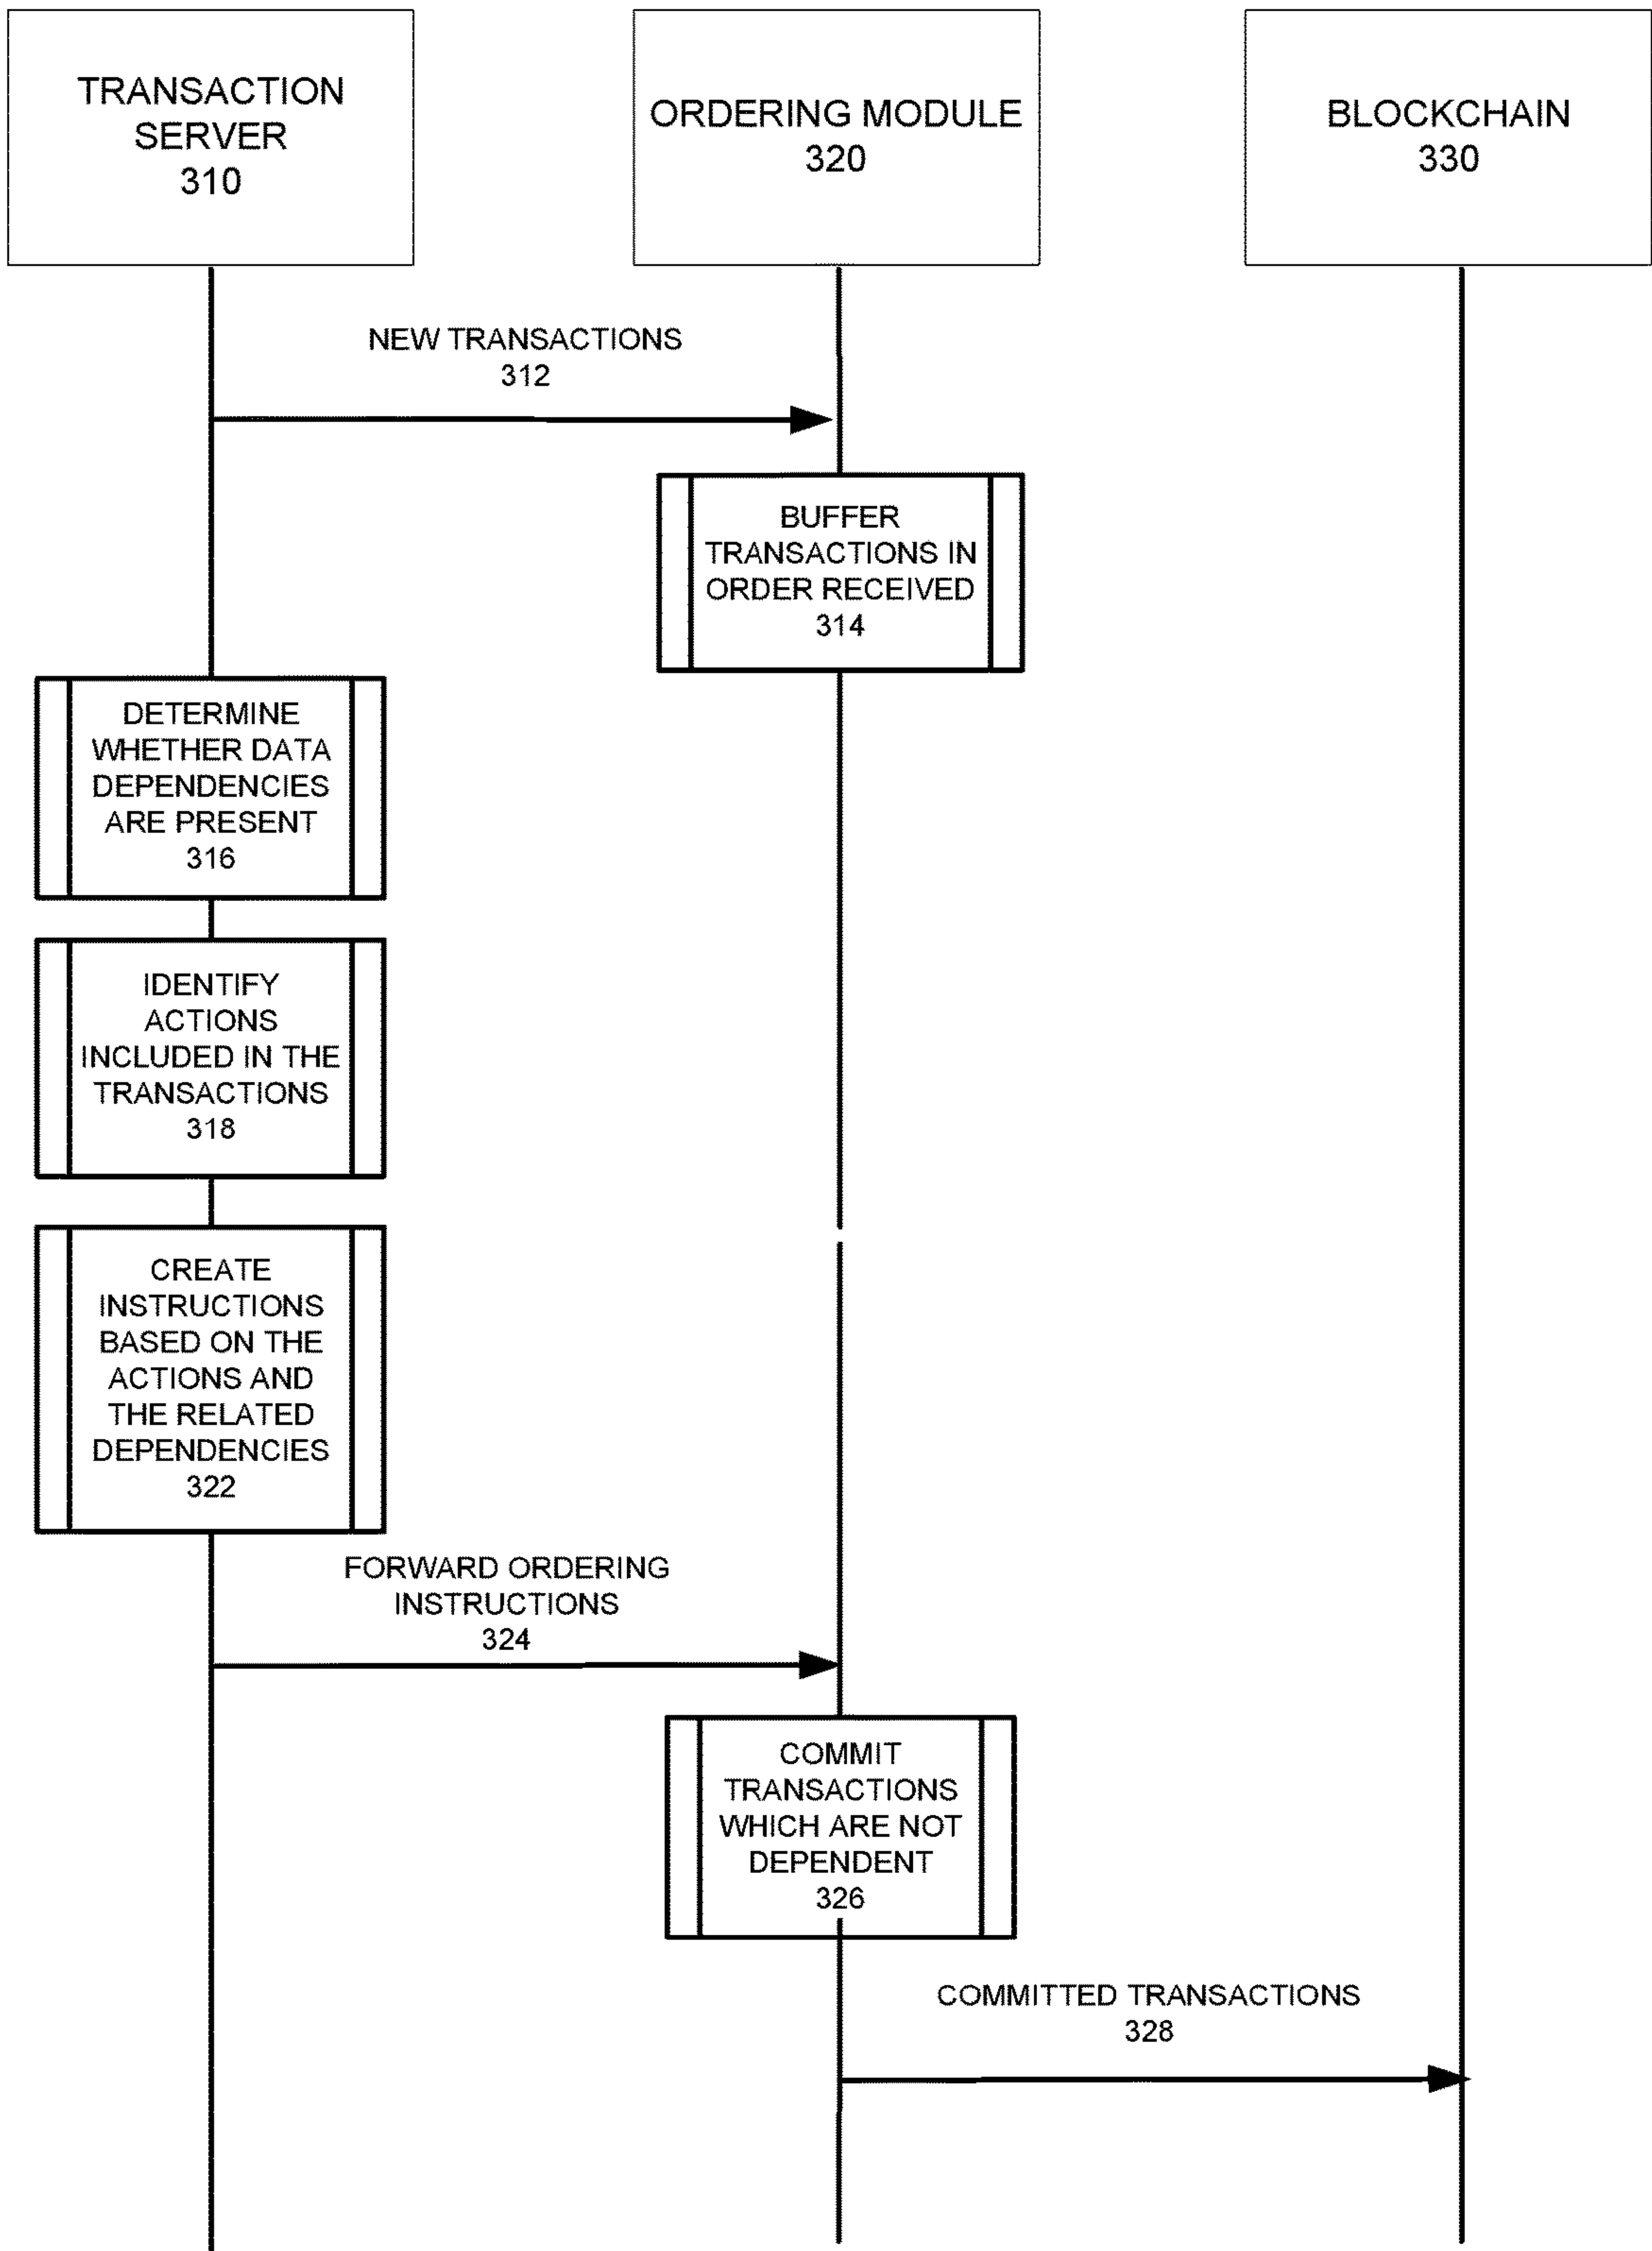 TRANSACTION
SERVER
310
ORDERING MODULE
320
BLOCKCHAIN
330
NEW TRANSACTIONS
312
BUFFER
TRANSACTIONS IN
ORDER RECEIVED
314
DETERMINE
WHETHER DATA
DEPENDENCIES
ARE PRESENT
316
IDENTIFY
ACTIONS
INCLUDED IN THE
TRANSACTIONS
318
CREATE
INSTRUCTIONS
BASED ON THE
ACTIONS AND
THE RELATED
DEPENDENCIES
322
FORWARD ORDERING
INSTRUCTIONS
324
COMMIT
TRANSACTIONS
WHICH ARE NOT
DEPENDENT
326
COMMITTED TRANSACTIONS
328